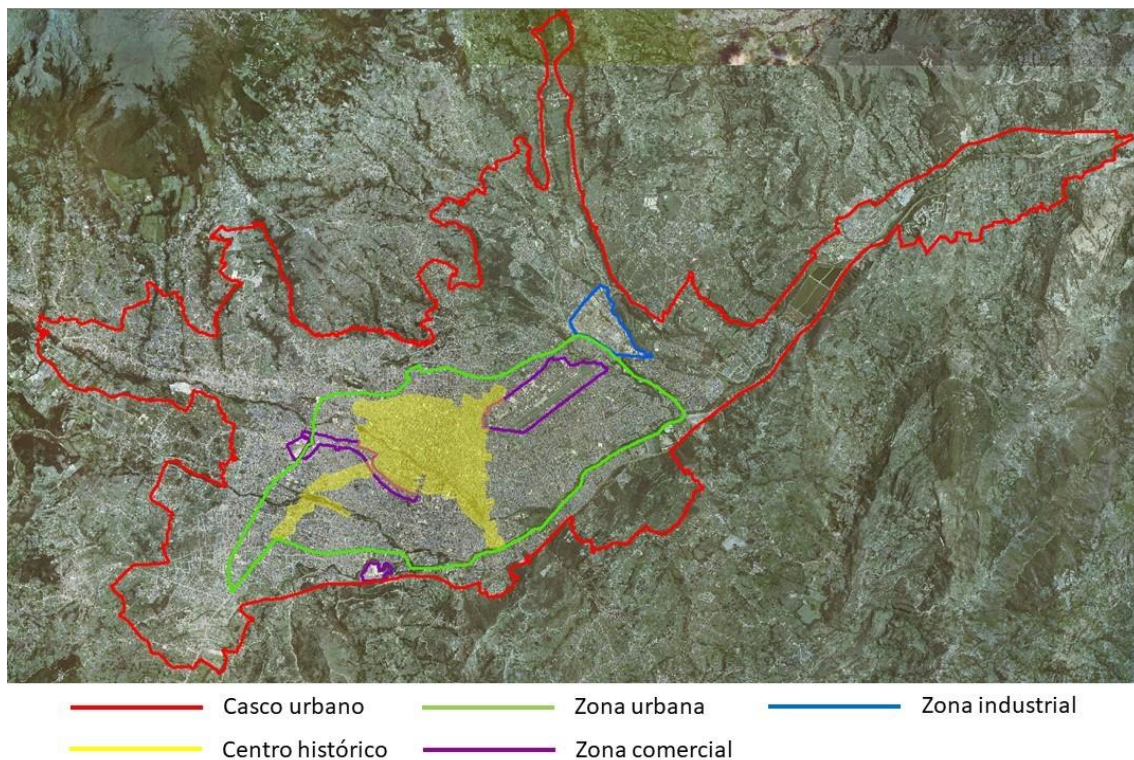 Casco urbano
Zona urbana
Zona industrial
Centro histórico
Zona comercial